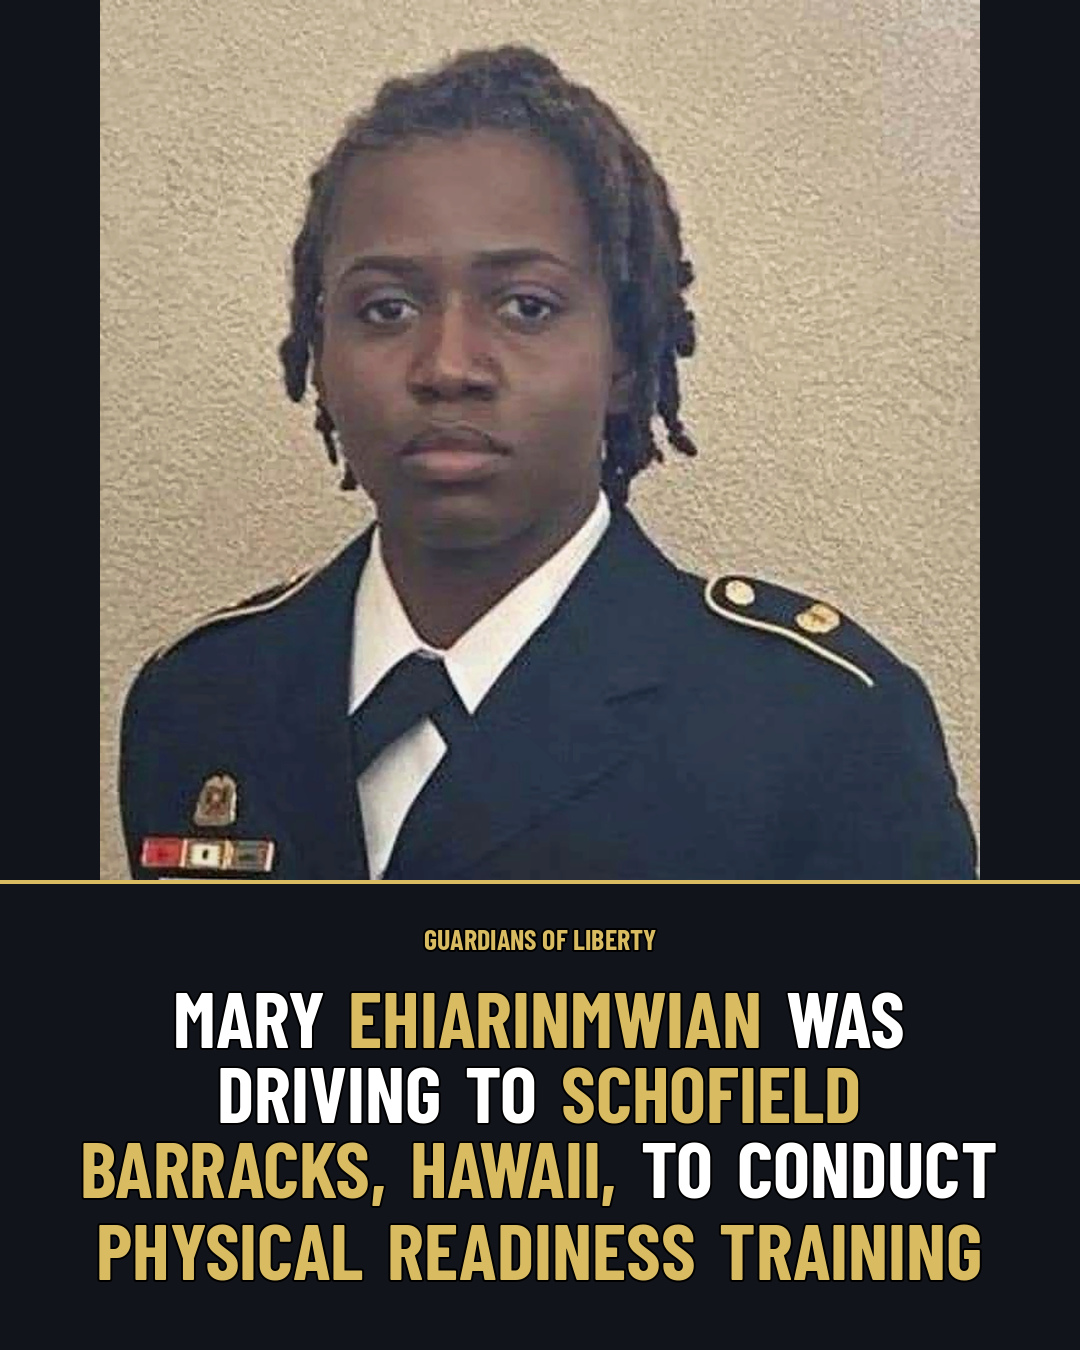 GUARDIANS OF LIBERTY
MARY EHIARINMWIAN WAS
DRIVING TO SCHOFIELD
BARRACKS, HAWAII, TO CONDUCT
PHYSICAL READINESS TRAINING